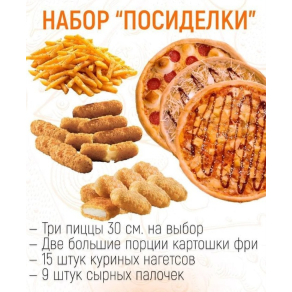 НАБОР “ПОСИДЕЛКИ”
– Три пиццы 30 см. на выбор
– Две большие порции картошки фри
– 15 штук куриных нагетсов
– 9 штук сырных палочек